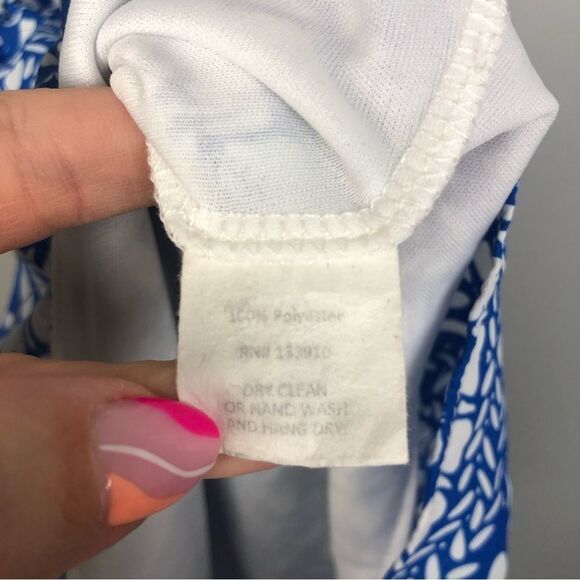 100% Polyester
RN# 133910
DRY CLEAN
OR HAND WASH
AND HANG DRY.